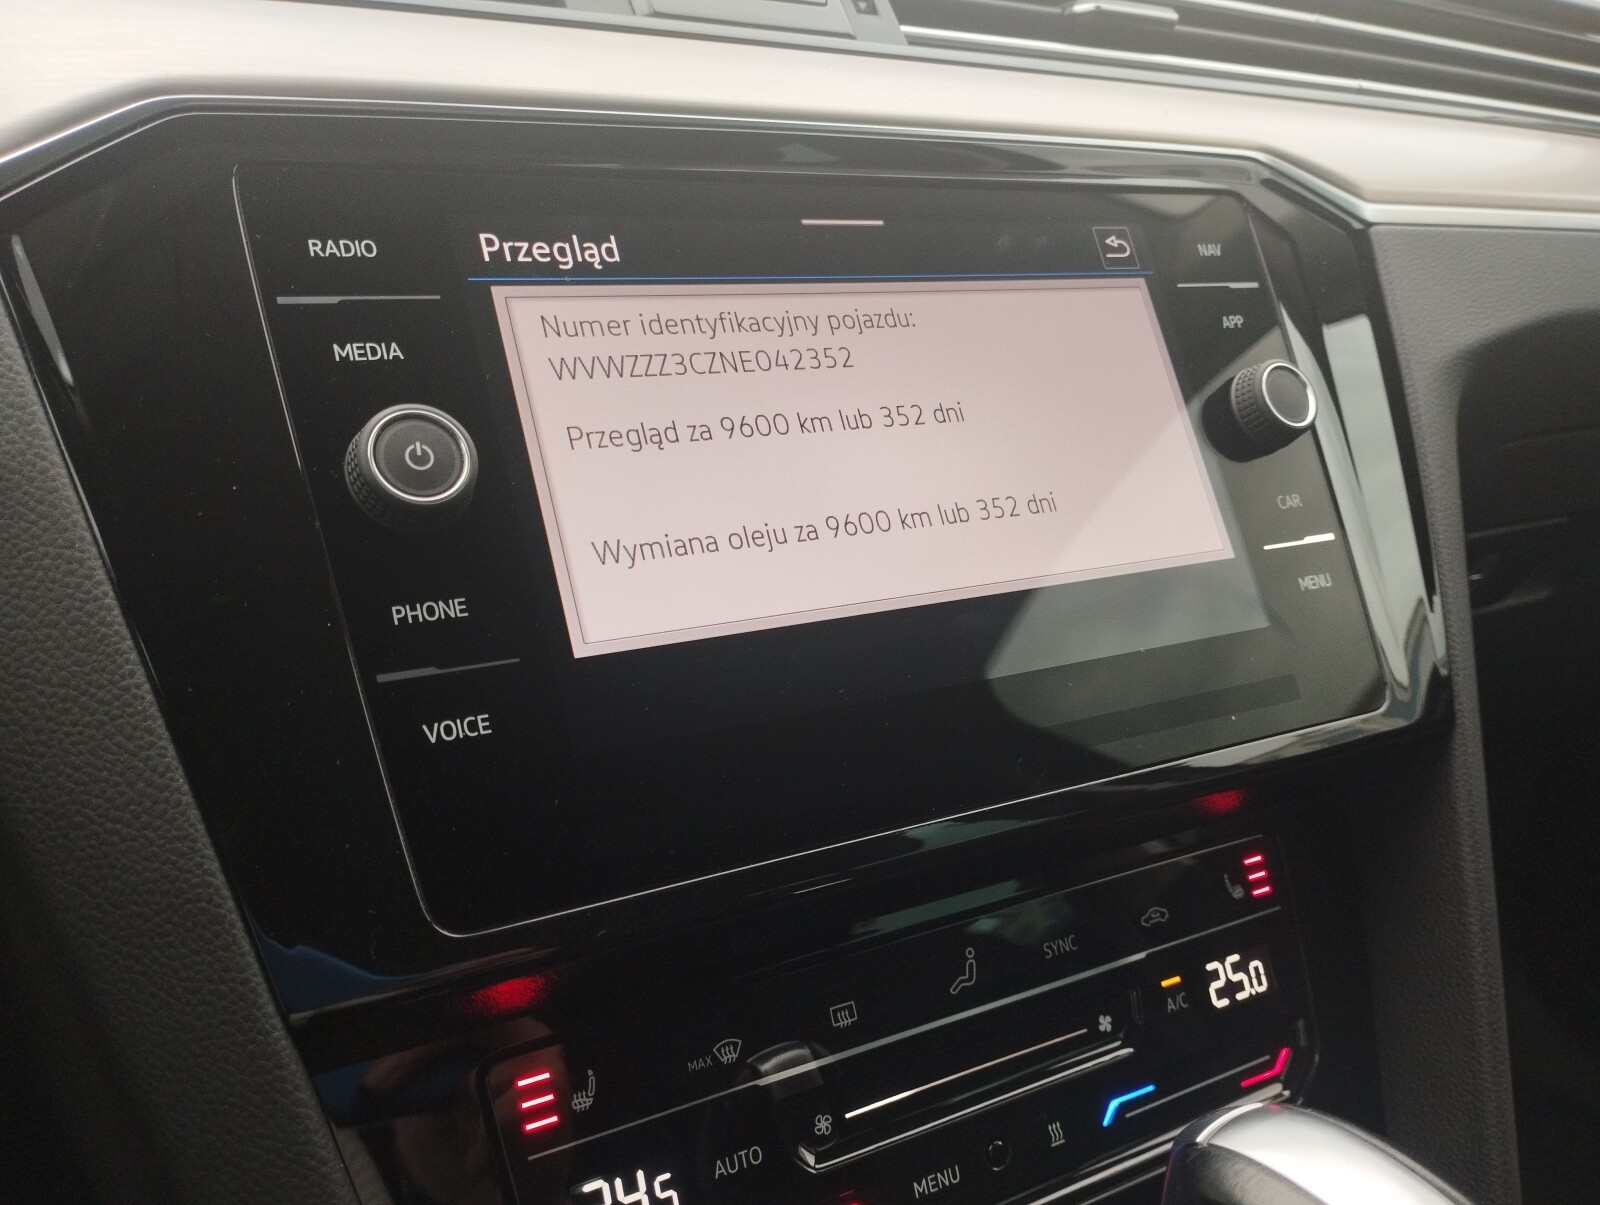 RADIO
MEDIA
PHONE
VOICE
Przegląd
Numer identyfikacyjny pojazdu:
WVWZZZ3CZNE042352
Przegląd za 9600 km lub 352 dni
Wymiana oleju za 9600 km lub 352 dni
NAV
APP
CAR
MENU
SYNC
MAX
A/C
25.0
AUTO
MENU
24.5